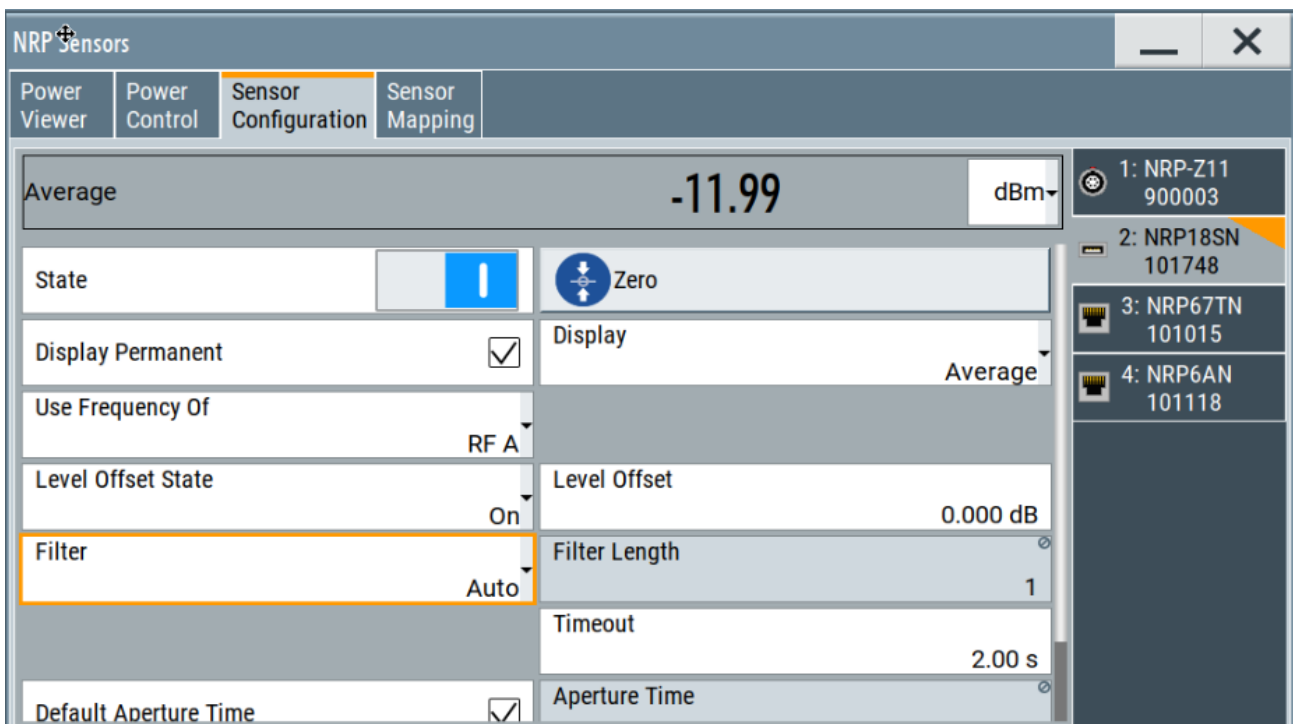 NRP Sensors
Power Viewer
Power Control
Sensor Configuration
Sensor Mapping
Average
-11.99
dBm
State
Zero
Display Permanent
Display
Average
Use Frequency Of
RF A
Level Offset State
On
Level Offset
0.000 dB
Filter
Auto
Filter Length
1
Timeout
2.00 s
Default Aperture Time
Aperture Time
1: NRP-Z11
900003
2: NRP18SN
101748
3: NRP67TN
101015
4: NRP6AN
101118